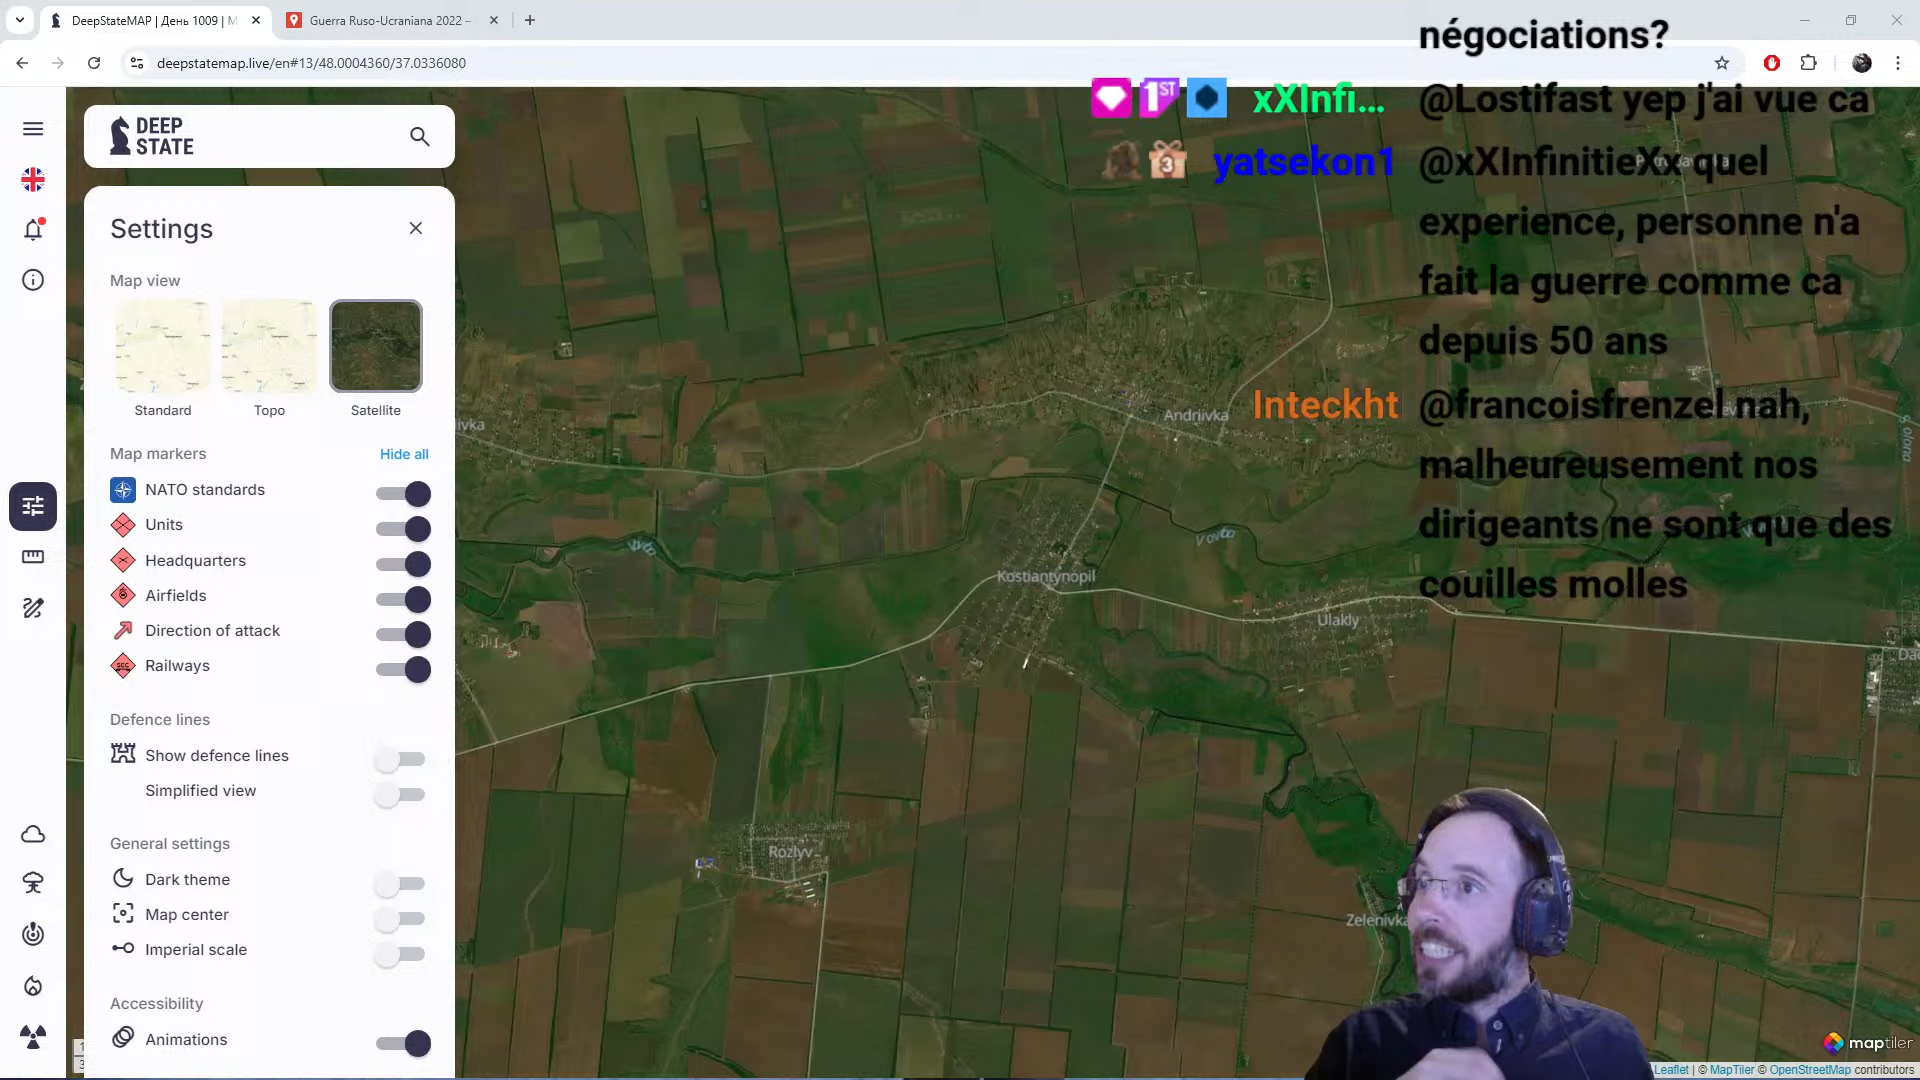 DeepStateMAP | День 1009 | М
Guerra Ruso-Ucraniana 2022 –
deepstatemap.live/en#13/48.0004360/37.0336080
DEEP
STATE
Settings
Map view
Standard
Topo
Satellite
Map markers
Hide all
NATO standards
Units
Headquarters
Airfields
Direction of attack
Railways
Defence lines
Show defence lines
Simplified view
General settings
Dark theme
Map center
Imperial scale
Accessibility
Animations
négociations?
1ST
xXInfi...
@Lostifast yep j'ai vue ca
3
yatsekon1
@xXInfinitieXx quel
experience, personne n'a
fait la guerre comme ca
depuis 50 ans
Inteckht
@francoisfrenzel nah,
malheureusement nos
dirigeants ne sont que des
couilles molles
ivka
Andriivka
Vovcha
Kostiantynopil
Ulakly
Rozlyv
Zelenivka
maptiler
Leaflet | © MapTiler © OpenStreetMap contributors